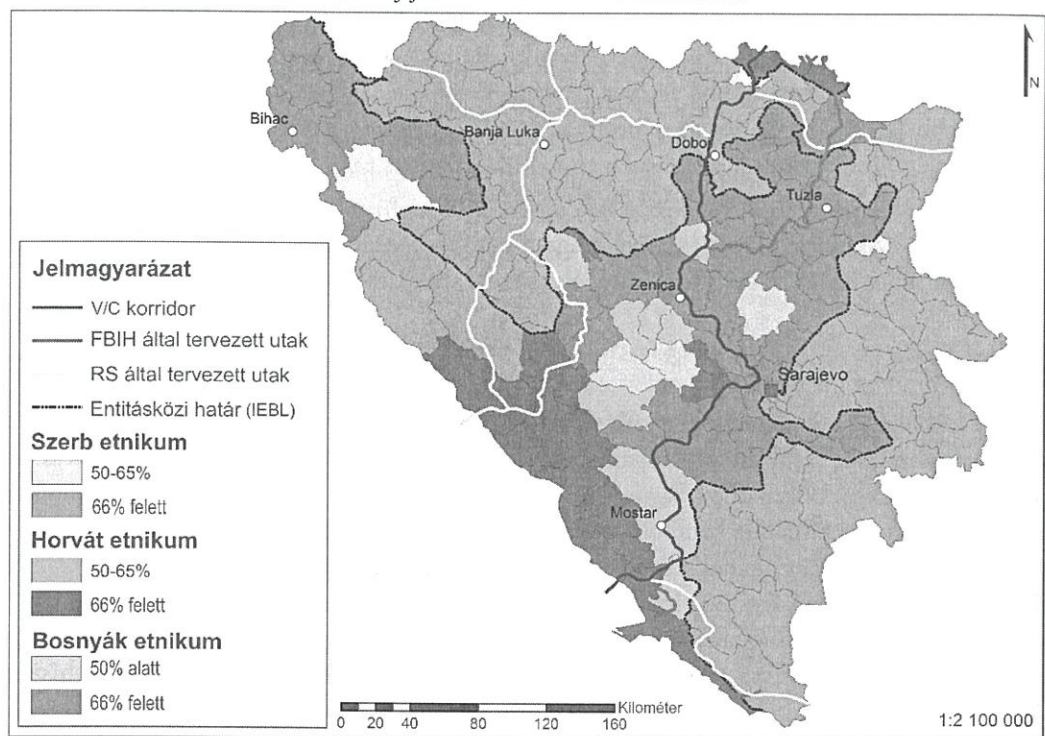 N
Bihac
Banja Luka
Doboj
Tuzla
Zenica
Sarajevo
Mostar
Jelmagyarázat
V/C korridor
FBIH által tervezett utak
RS által tervezett utak
Entitásközi határ (IEBL)
Szerb etnikum
50-65%
66% felett
Horvát etnikum
50-65%
66% felett
Bosnyák etnikum
50% alatt
66% felett
Kilométer
0 10 20 40 80 120 160
1:2 100 000